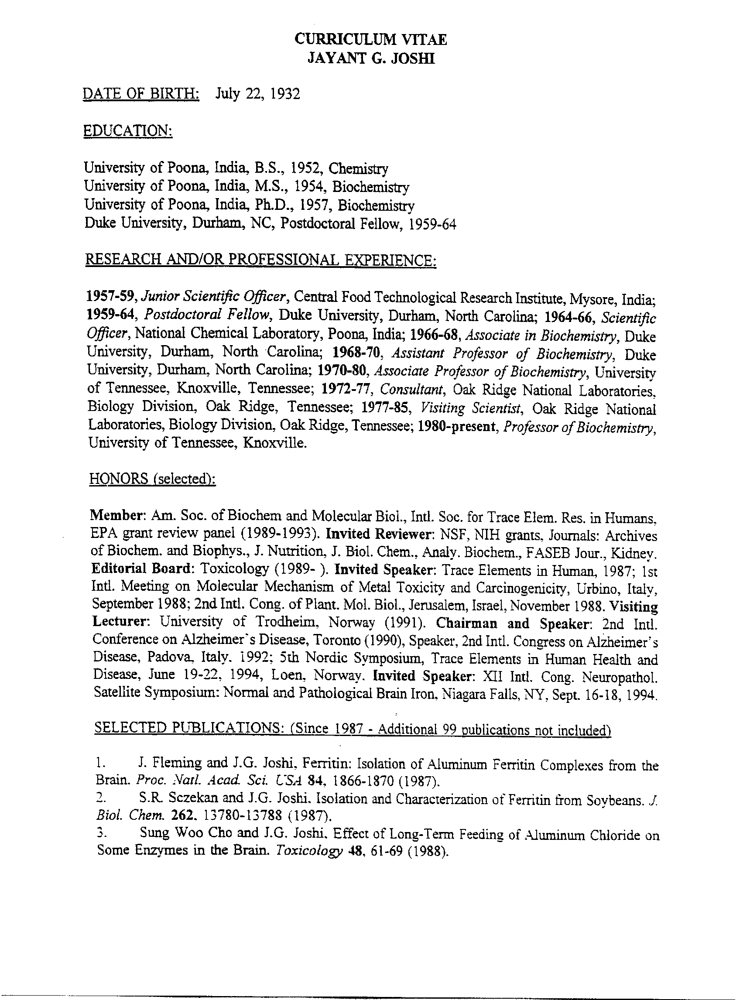 CURRICULUM VITAE
JAYANT G. JOSHI
DATE OF BIRTH: July 22, 1932
EDUCATION:
University of Poona, India, B.S., 1952, Chemistry
University of Poona, India, M.S., 1954, Biochemistry
University of Poona, India, Ph.D., 1957, Biochemistry
Duke University, Durham, NC, Postdoctoral Fellow, 1959-64
RESEARCH AND/OR PROFESSIONAL EXPERIENCE:
1957-59, Junior Scientific Officer, Central Food Technological Research Institute, Mysore, India;
1959-64, Postdoctoral Fellow, Duke University, Durham, North Carolina; 1964-66, Scientific
Officer, National Chemical Laboratory, Poona, India; 1966-68, Associate in Biochemistry, Duke
University, Durham, North Carolina; 1968-70, Assistant Professor of Biochemistry, Duke
University, Durham, North Carolina; 1970-80, Associate Professor of Biochemistry, University
of Tennessee, Knoxville, Tennessee; 1972-77, Consultant, Oak Ridge National Laboratories,
Biology Division, Oak Ridge, Tennessee; 1977-85, Visiting Scientist, Oak Ridge National
Laboratories, Biology Division, Oak Ridge, Tennessee; 1980-present, Professor of Biochemistry,
University of Tennessee, Knoxville.
HONORS (selected):
Member: Am. Soc. of Biochem and Molecular Biol., Intl. Soc. for Trace Elem. Res. in Humans,
EPA grant review panel (1989-1993). Invited Reviewer: NSF, NIH grants, Journals: Archives
of Biochem. and Biophys., J. Nutrition, J. Biol. Chem., Analy. Biochem., FASEB Jour., Kidney.
Editorial Board: Toxicology (1989- ). Invited Speaker: Trace Elements in Human, 1987; 1st
Intl. Meeting on Molecular Mechanism of Metal Toxicity and Carcinogenicity, Urbino, Italy,
September 1988; 2nd Intl. Cong. of Plant. Mol. Biol., Jerusalem, Israel, November 1988. Visiting
Lecturer: University of Trodheim, Norway (1991). Chairman and Speaker: 2nd Intl.
Conference on Alzheimer's Disease, Toronto (1990), Speaker, 2nd Intl. Congress on Alzheimer's
Disease, Padova, Italy. 1992; 5th Nordic Symposium, Trace Elements in Human Health and
Disease, June 19-22, 1994, Loen, Norway. Invited Speaker: XII Intl. Cong. Neuropathol.
Satellite Symposium: Normal and Pathological Brain Iron, Niagara Falls, NY, Sept. 16-18, 1994.
SELECTED PUBLICATIONS: (Since 1987 - Additional 99 publications not included)
1. J. Fleming and J.G. Joshi, Ferritin: Isolation of Aluminum Ferritin Complexes from the
Brain. Proc. Natl. Acad. Sci. USA 84, 1866-1870 (1987).
2. S.R. Sczekan and J.G. Joshi. Isolation and Characterization of Ferritin from Soybeans. J.
Biol. Chem. 262, 13780-13788 (1987).
3. Sung Woo Cho and J.G. Joshi. Effect of Long-Term Feeding of Aluminum Chloride on
Some Enzymes in the Brain. Toxicology 48, 61-69 (1988).